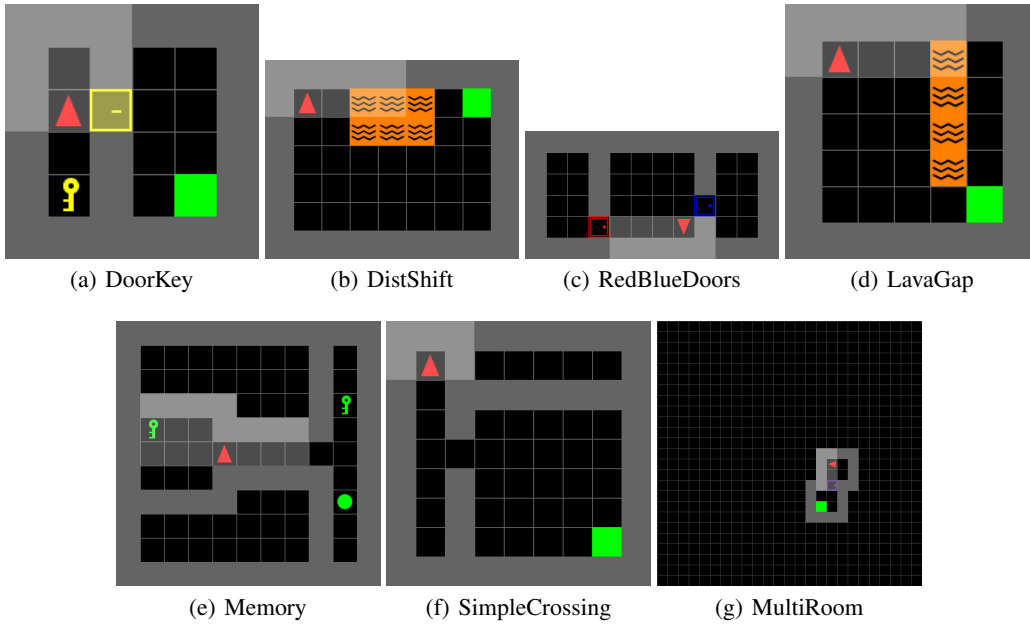 (a) DoorKey
(b) DistShift
(c) RedBlueDoors
(d) LavaGap
(e) Memory
(f) SimpleCrossing
(g) MultiRoom